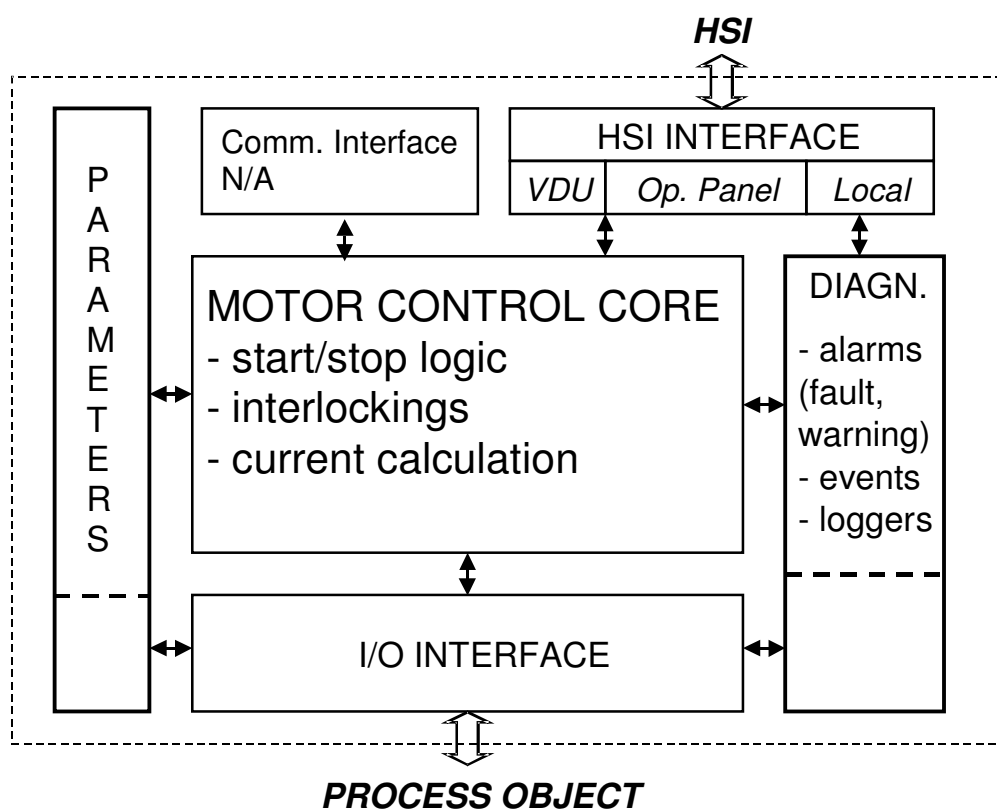 HSI
PARAMETERS
Comm. Interface
N/A
HSI INTERFACE
VDU
Op. Panel
Local
MOTOR CONTROL CORE
- start/stop logic
- interlockings
- current calculation
DIAGN.
- alarms
(fault,
warning)
- events
- loggers
I/O INTERFACE
PROCESS OBJECT